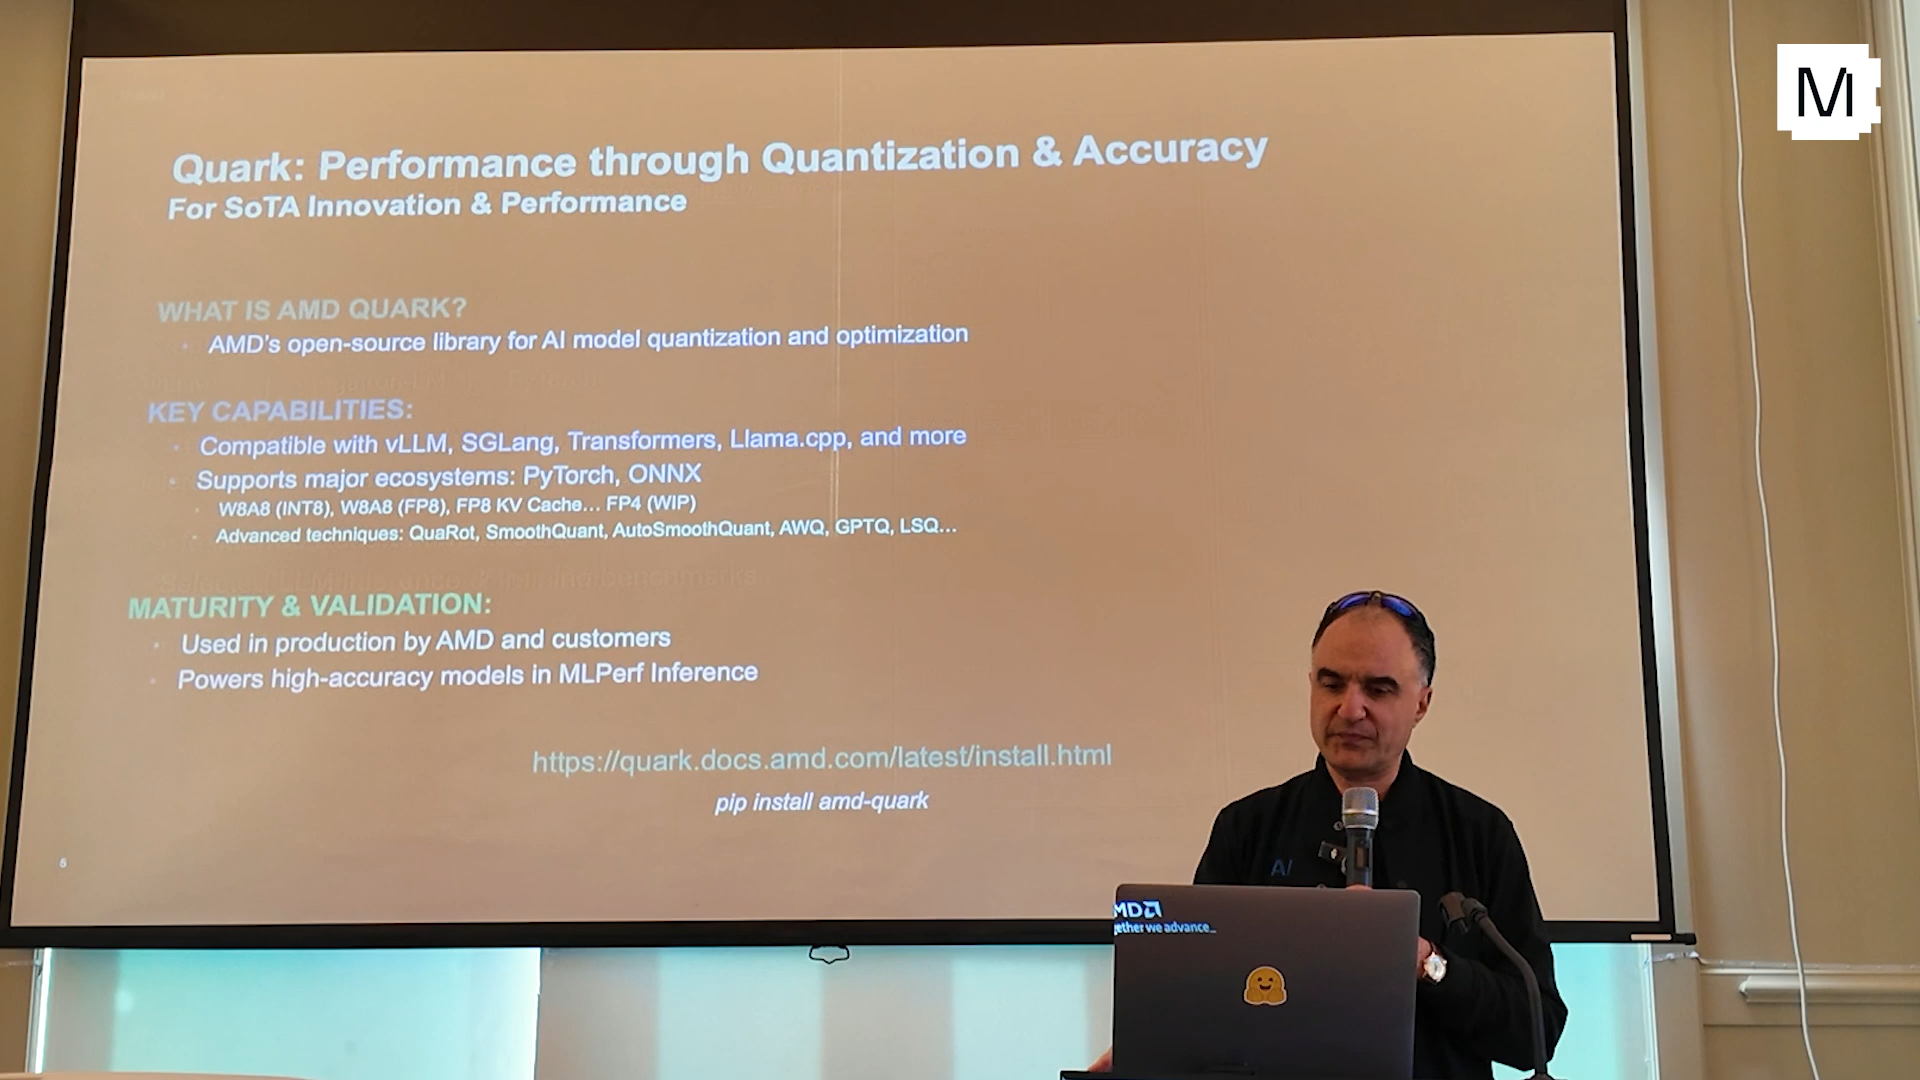 M
Quark: Performance through Quantization & Accuracy
For SoTA Innovation & Performance
WHAT IS AMD QUARK?
AMD's open-source library for AI model quantization and optimization
KEY CAPABILITIES:
Compatible with vLLM, SGLang, Transformers, Llama.cpp, and more
Supports major ecosystems: PyTorch, ONNX
W8A8 (INT8), W8A8 (FP8), FP8 KV Cache... FP4 (WIP)
Advanced techniques: QuaRot, SmoothQuant, AutoSmoothQuant, AWQ, GPTQ, LSQ...
MATURITY & VALIDATION:
Used in production by AMD and customers
Powers high-accuracy models in MLPerf Inference
https://quark.docs.amd.com/latest/install.html
pip install amd-quark
AI
MD
ether we advance_